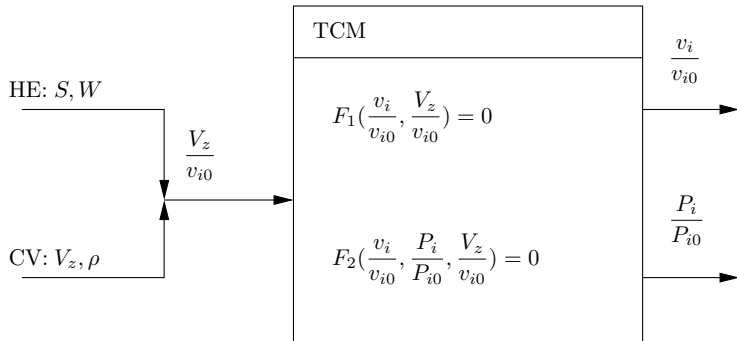 TCM
v_i/v_{i0}
HE: S, W
F_1(v_i/v_{i0}, V_z/v_{i0}) = 0
V_z/v_{i0}
P_i/P_{i0}
CV: V_z, ρ
F_2(v_i/v_{i0}, P_i/P_{i0}, V_z/v_{i0}) = 0